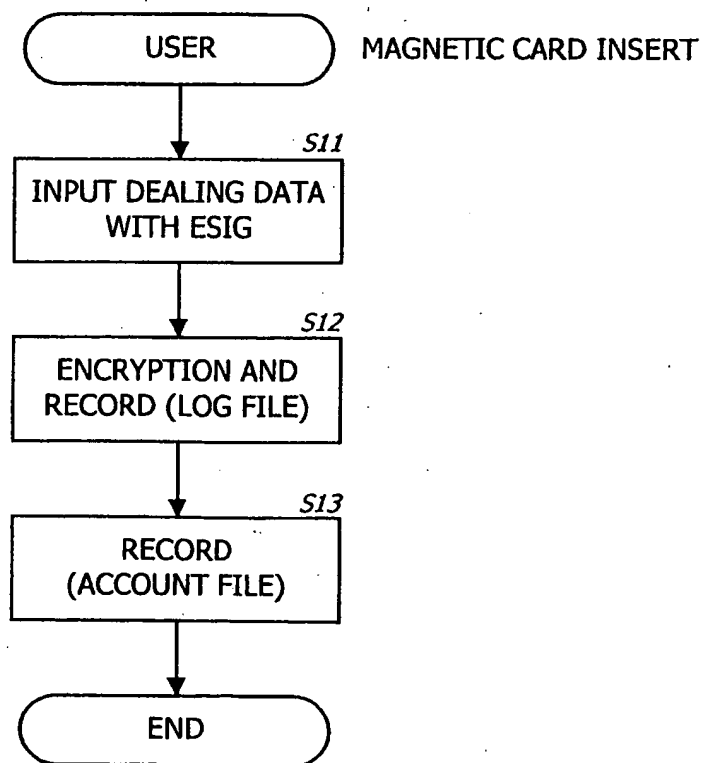 USER
MAGNETIC CARD INSERT
S11
INPUT DEALING DATA
WITH ESIG
S12
ENCRYPTION AND
RECORD (LOG FILE)
S13
RECORD
(ACCOUNT FILE)
END